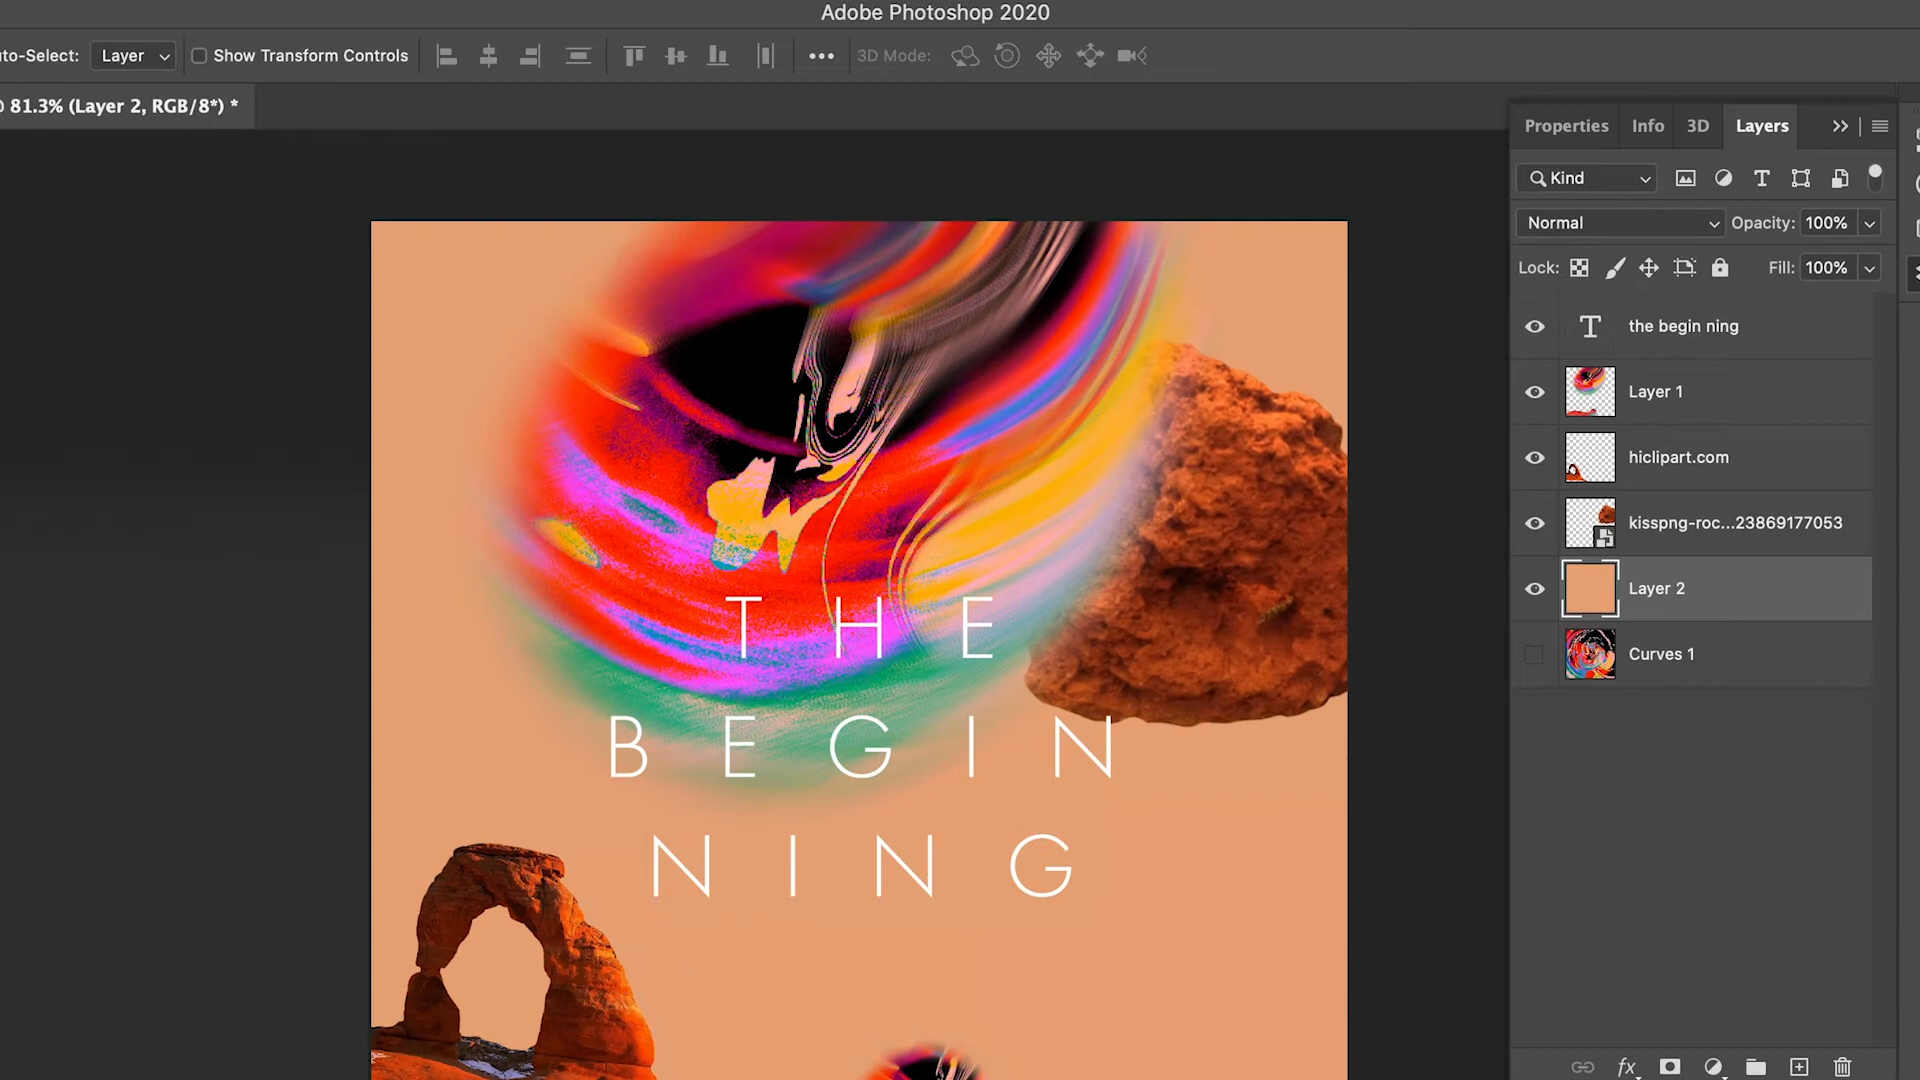 Adobe Photoshop 2020
to-Select: Layer Show Transform Controls 3D Mode:
81.3% (Layer 2, RGB/8*) *
Properties Info 3D Layers
Kind
Normal Opacity: 100%
Lock: Fill: 100%
the begin ning
Layer 1
hiclipart.com
kisspng-roc...23869177053
Layer 2
Curves 1
fx
THE
BEGIN
NING